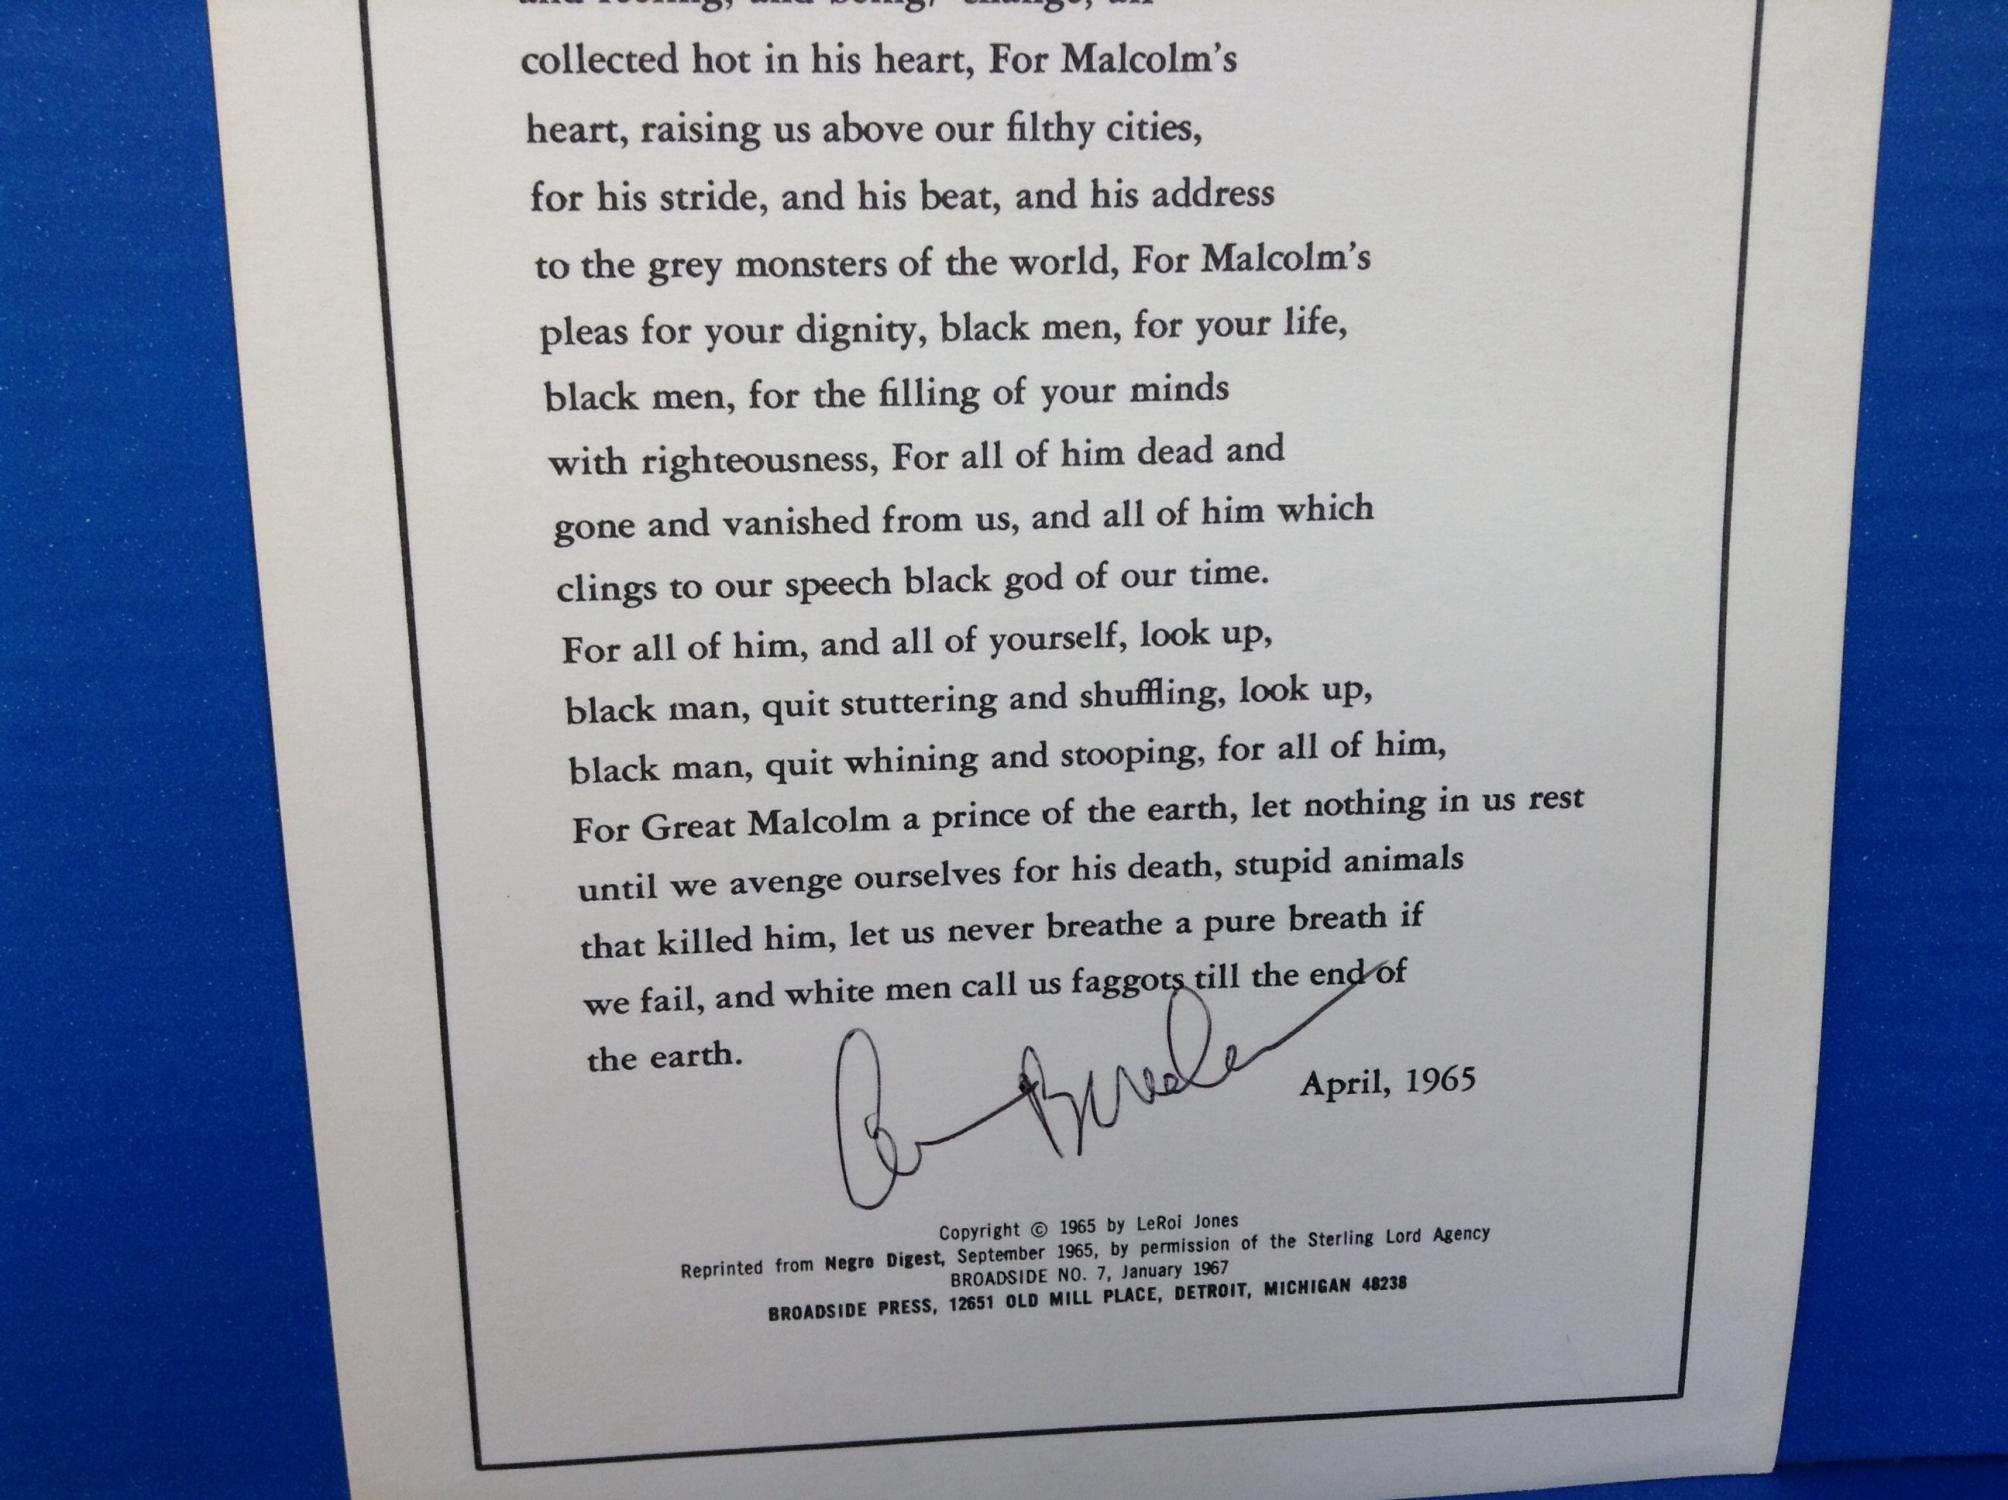 and feeling, and being/ change, all
collected hot in his heart, For Malcolm's
heart, raising us above our filthy cities,
for his stride, and his beat, and his address
to the grey monsters of the world, For Malcolm's
pleas for your dignity, black men, for your life,
black men, for the filling of your minds
with righteousness, For all of him dead and
gone and vanished from us, and all of him which
clings to our speech black god of our time.
For all of him, and all of yourself, look up,
black man, quit stuttering and shuffling, look up,
black man, quit whining and stooping, for all of him,
For Great Malcolm a prince of the earth, let nothing in us rest
until we avenge ourselves for his death, stupid animals
that killed him, let us never breathe a pure breath if
we fail, and white men call us faggots till the end of
the earth.
April, 1965
Copyright © 1965 by LeRoi Jones
Reprinted from Negro Digest, September 1965, by permission of the Sterling Lord Agency
BROADSIDE NO. 7, January 1967
BROADSIDE PRESS, 12651 OLD MILL PLACE, DETROIT, MICHIGAN 48238